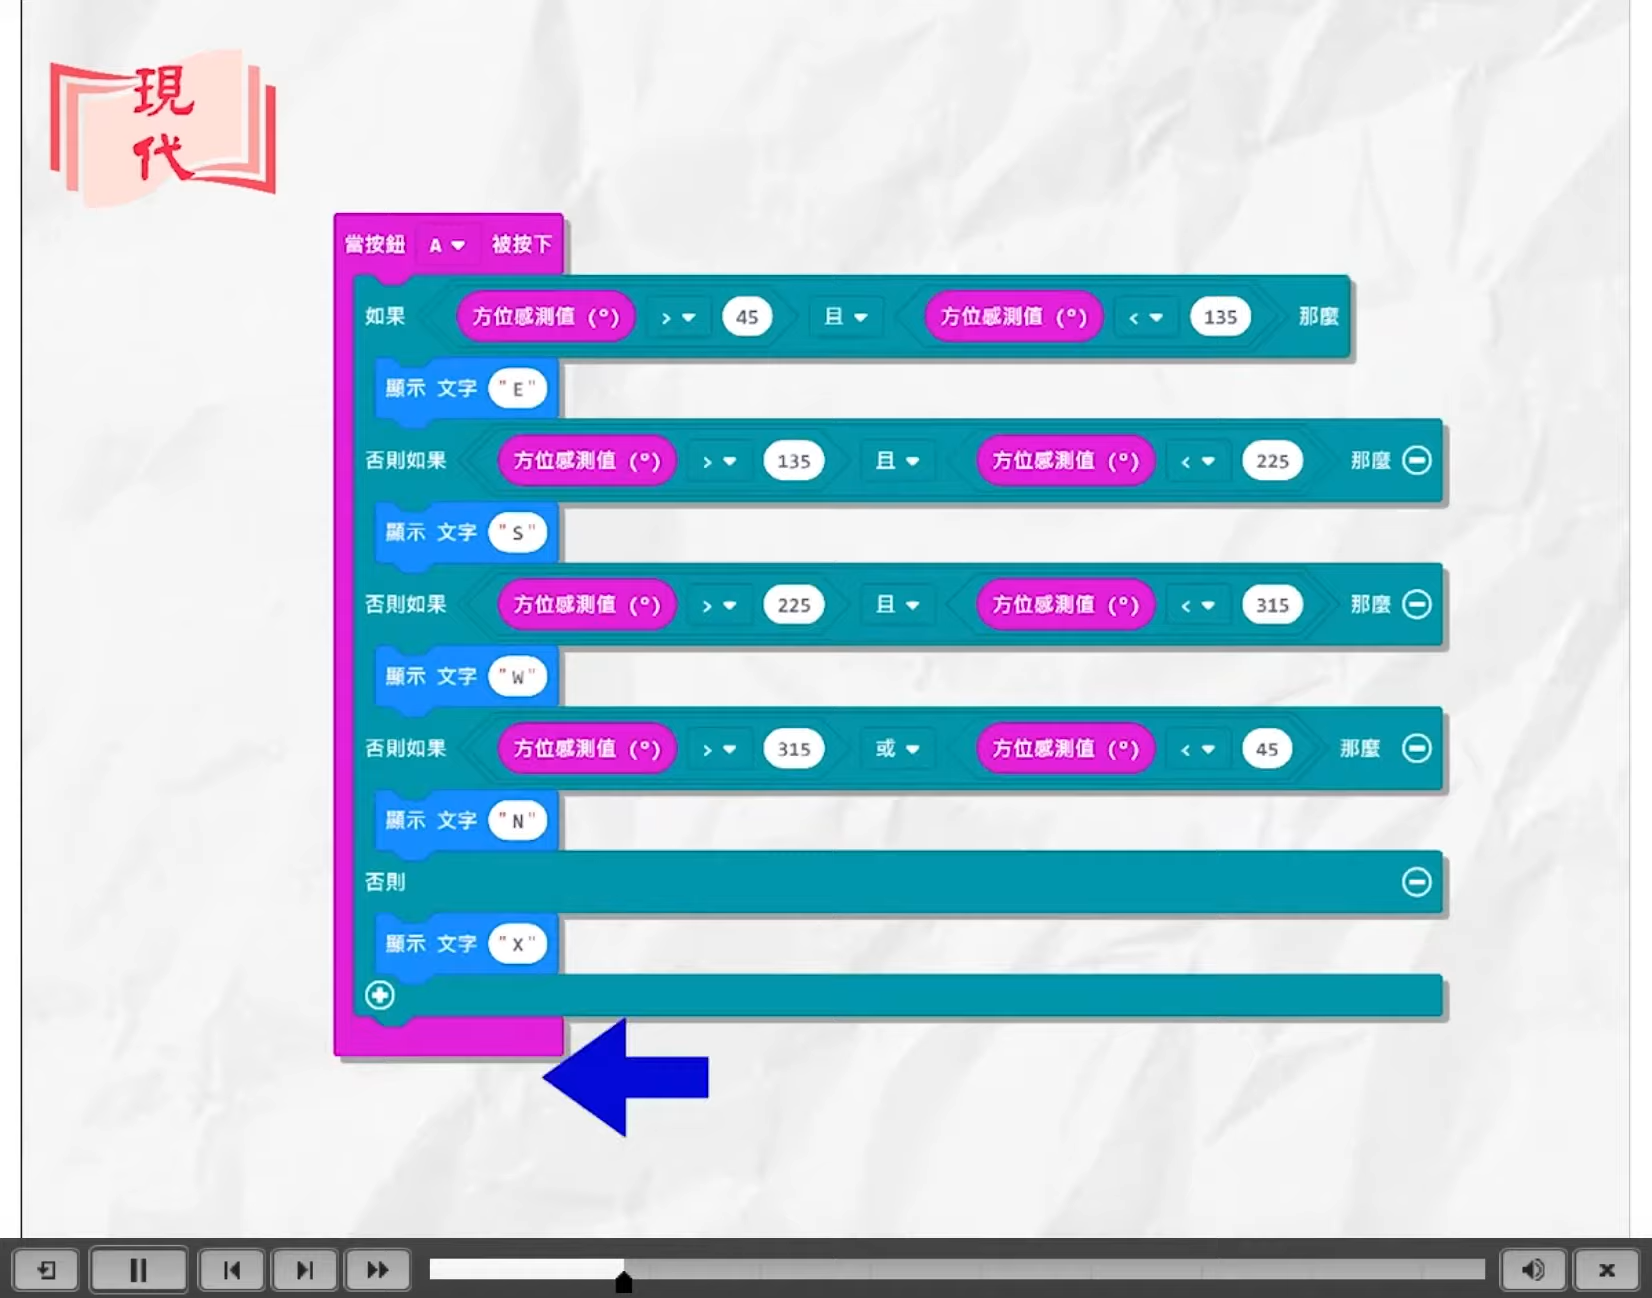 現
代
當按鈕 A 被按下
如果 方位感測值 (°) > 45 且 方位感測值 (°) < 135 那麼
顯示 文字 "E"
否則如果 方位感測值 (°) > 135 且 方位感測值 (°) < 225 那麼
顯示 文字 "S"
否則如果 方位感測值 (°) > 225 且 方位感測值 (°) < 315 那麼
顯示 文字 "W"
否則如果 方位感測值 (°) > 315 或 方位感測值 (°) < 45 那麼
顯示 文字 "N"
否則
顯示 文字 "X"